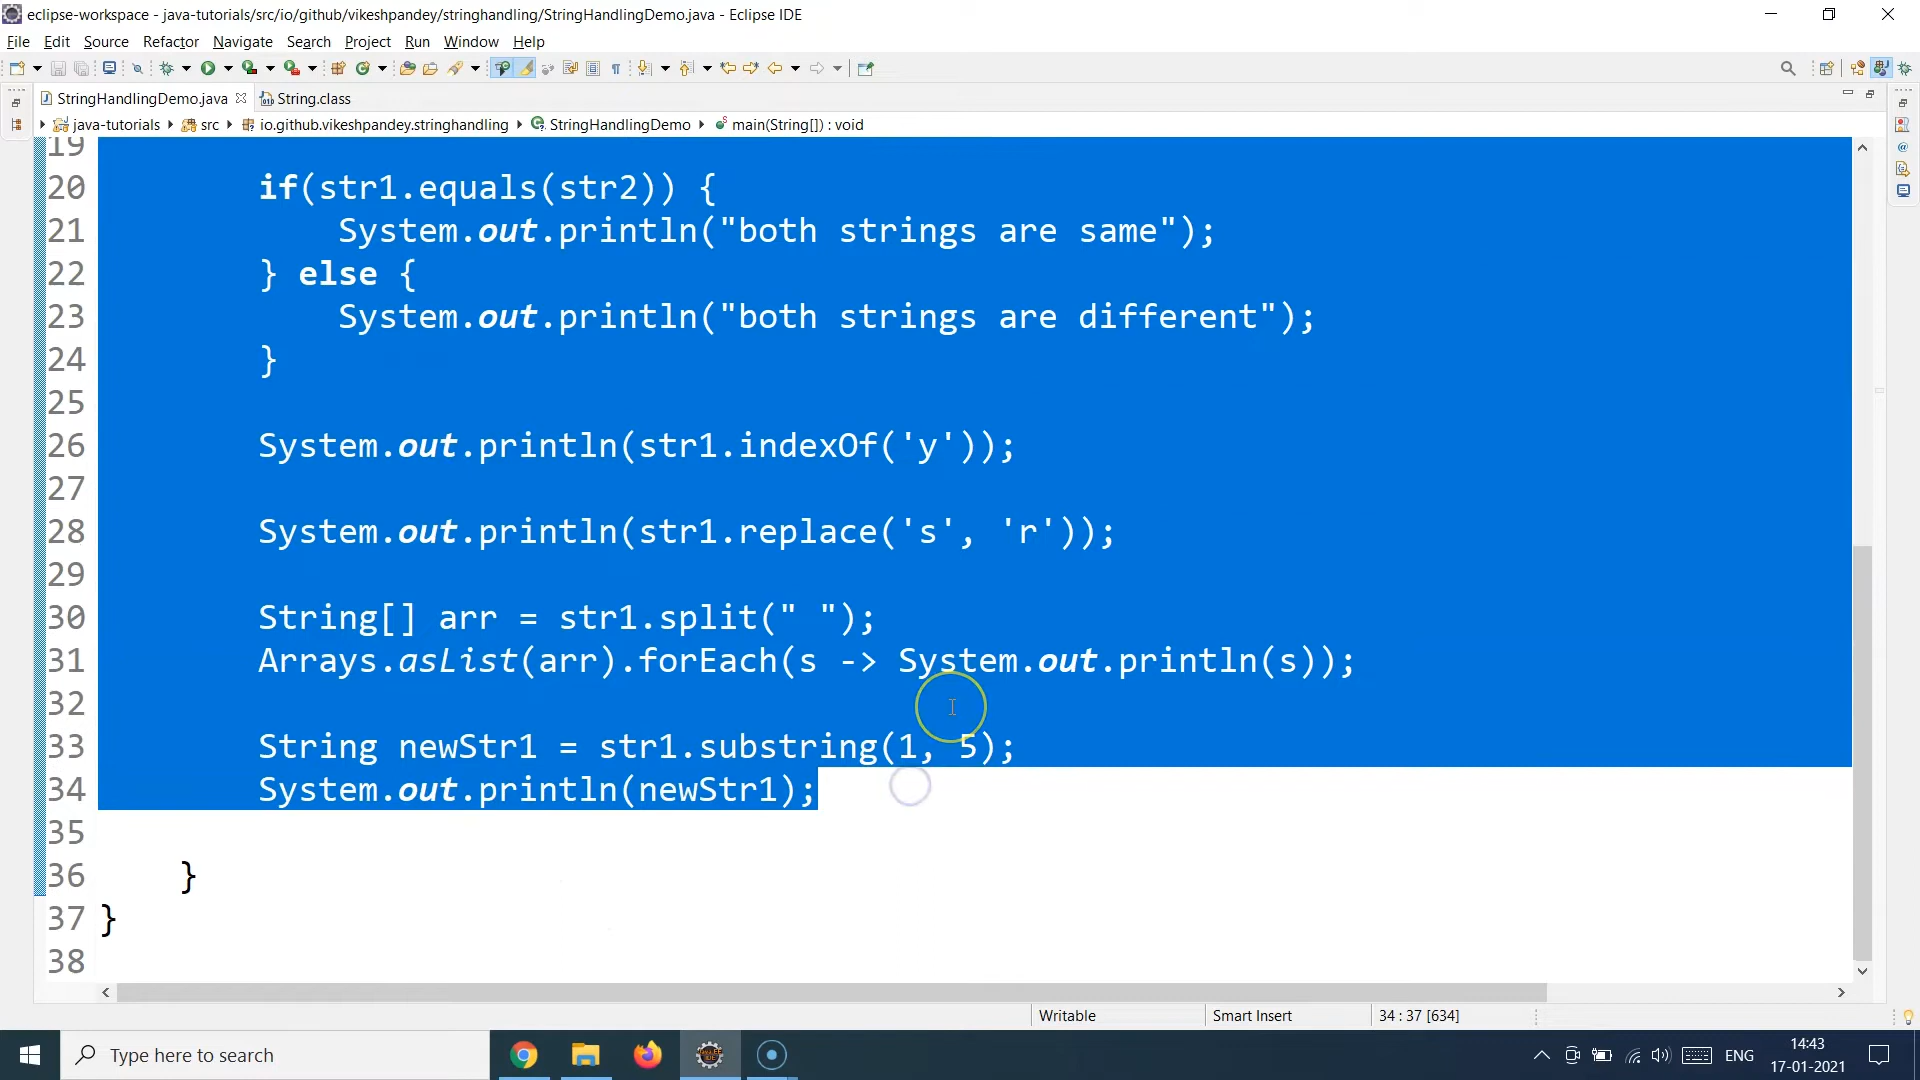 eclipse-workspace - java-tutorials/src/io/github/vikeshpandey/stringhandling/StringHandlingDemo.java - Eclipse IDE
File Edit Source Refactor Navigate Search Project Run Window Help
StringHandlingDemo.java String.class
java-tutorials src io.github.vikeshpandey.stringhandling StringHandlingDemo main(String[]) : void
19
20 if(str1.equals(str2)) {
21 System.out.println("both strings are same");
22 } else {
23 System.out.println("both strings are different");
24 }
25
26 System.out.println(str1.indexOf('y'));
27
28 System.out.println(str1.replace('s', 'r'));
29
30 String[] arr = str1.split(" ");
31 Arrays.asList(arr).forEach(s -> System.out.println(s));
32
33 String newStr1 = str1.substring(1, 5);
34 System.out.println(newStr1);
35
36 }
37 }
38
Writable Smart Insert 34 : 37 [634]
Type here to search ENG 14:43
17-01-2021